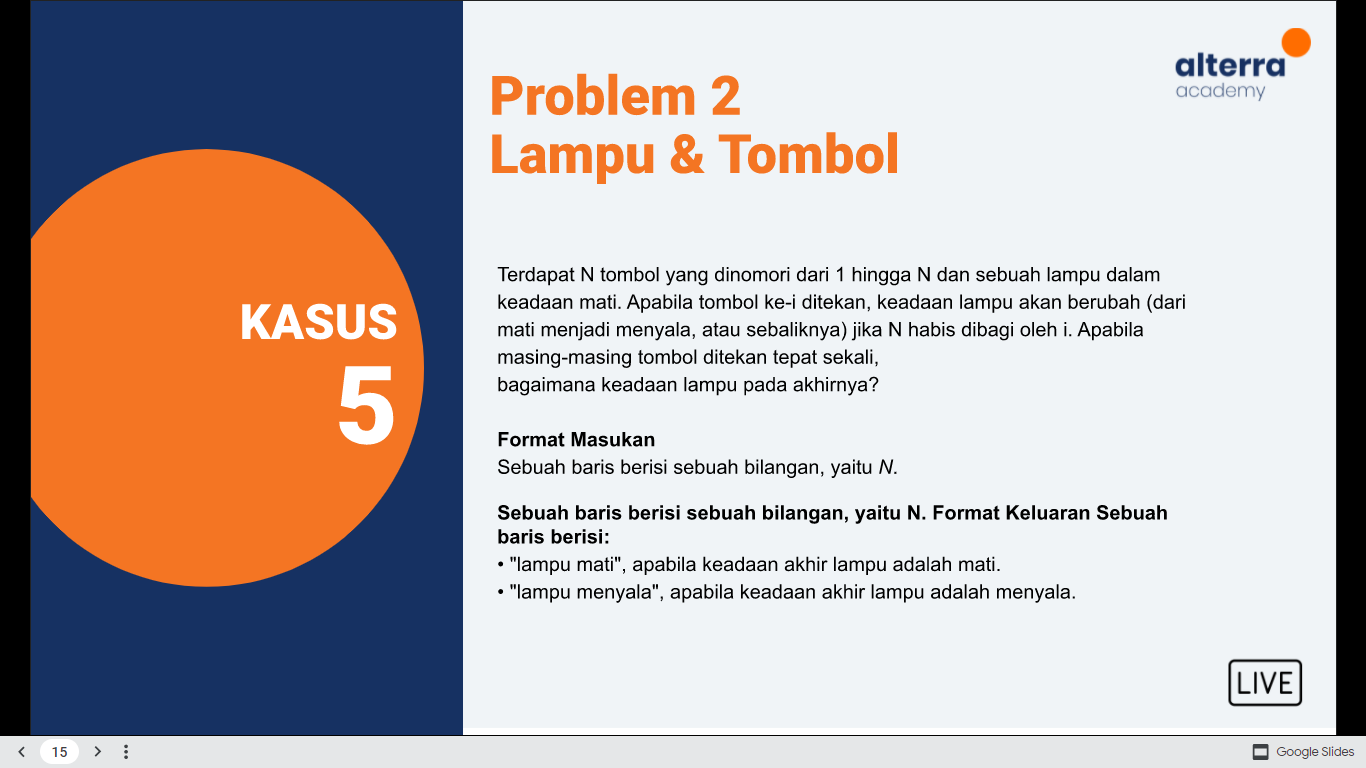 alterra
academy
Problem 2
Lampu & Tombol
KASUS
5
Terdapat N tombol yang dinomori dari 1 hingga N dan sebuah lampu dalam
keadaan mati. Apabila tombol ke-i ditekan, keadaan lampu akan berubah (dari
mati menjadi menyala, atau sebaliknya) jika N habis dibagi oleh i. Apabila
masing-masing tombol ditekan tepat sekali,
bagaimana keadaan lampu pada akhirnya?
Format Masukan
Sebuah baris berisi sebuah bilangan, yaitu N.
Sebuah baris berisi sebuah bilangan, yaitu N. Format Keluaran Sebuah
baris berisi:
• "lampu mati", apabila keadaan akhir lampu adalah mati.
• "lampu menyala", apabila keadaan akhir lampu adalah menyala.
LIVE
15
Google Slides